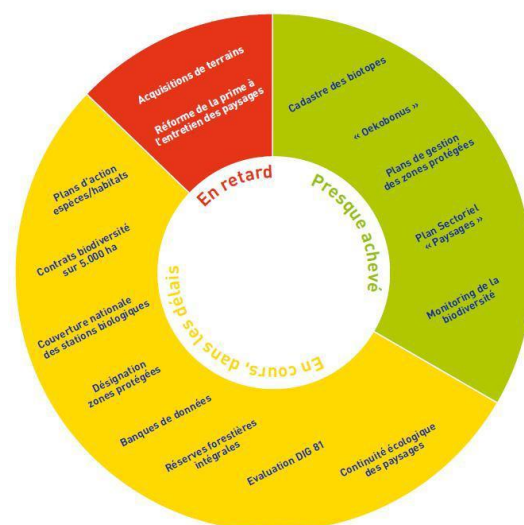 Acquisitions de terrains
Réforme de la prime à
l'entretien des paysages
En retard
Cadastre des biotopes
« Oekobonus »
Plans de gestion
des zones protégées
Plan Sectoriel
« Paysages »
Monitoring de la
biodiversité
Presque achevé
Plans d'action
espèces/habitats
Contrats biodiversité
sur 5.000 ha
Couverture nationale
des stations biologiques
Désignation
zones protégées
Banques de données
Réserves forestières
intégrales
Evaluation DIG 81
Continuité écologique
des paysages
En cours, dans les délais